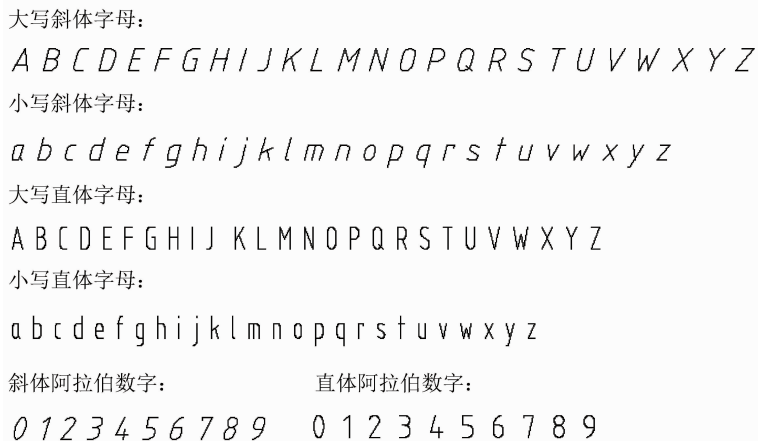 大写斜体字母：
A B C D E F G H I J K L M N O P Q R S T U V W X Y Z
小写斜体字母：
a b c d e f g h i j k l m n o p q r s t u v w x y z
大写直体字母：
A B C D E F G H I J K L M N O P Q R S T U V W X Y Z
小写直体字母：
a b c d e f g h i j k l m n o p q r s t u v w x y z
斜体阿拉伯数字： 直体阿拉伯数字：
0 1 2 3 4 5 6 7 8 9 0 1 2 3 4 5 6 7 8 9